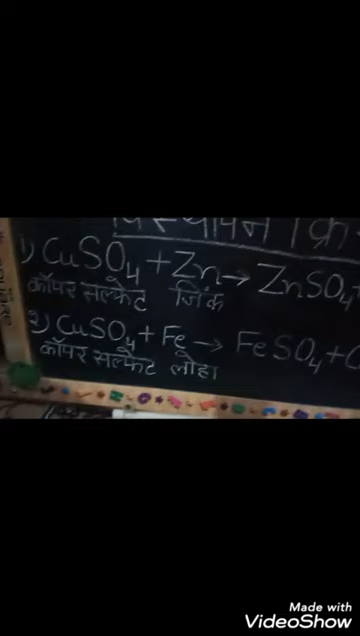 विस्थापन
1) CuSO4 + Zn → ZnSO4 +
कॉपर सल्फेट जिंक
2) CuSO4 + Fe → FeSO4 + C
कॉपर सल्फेट लोहा
Made with
VideoShow